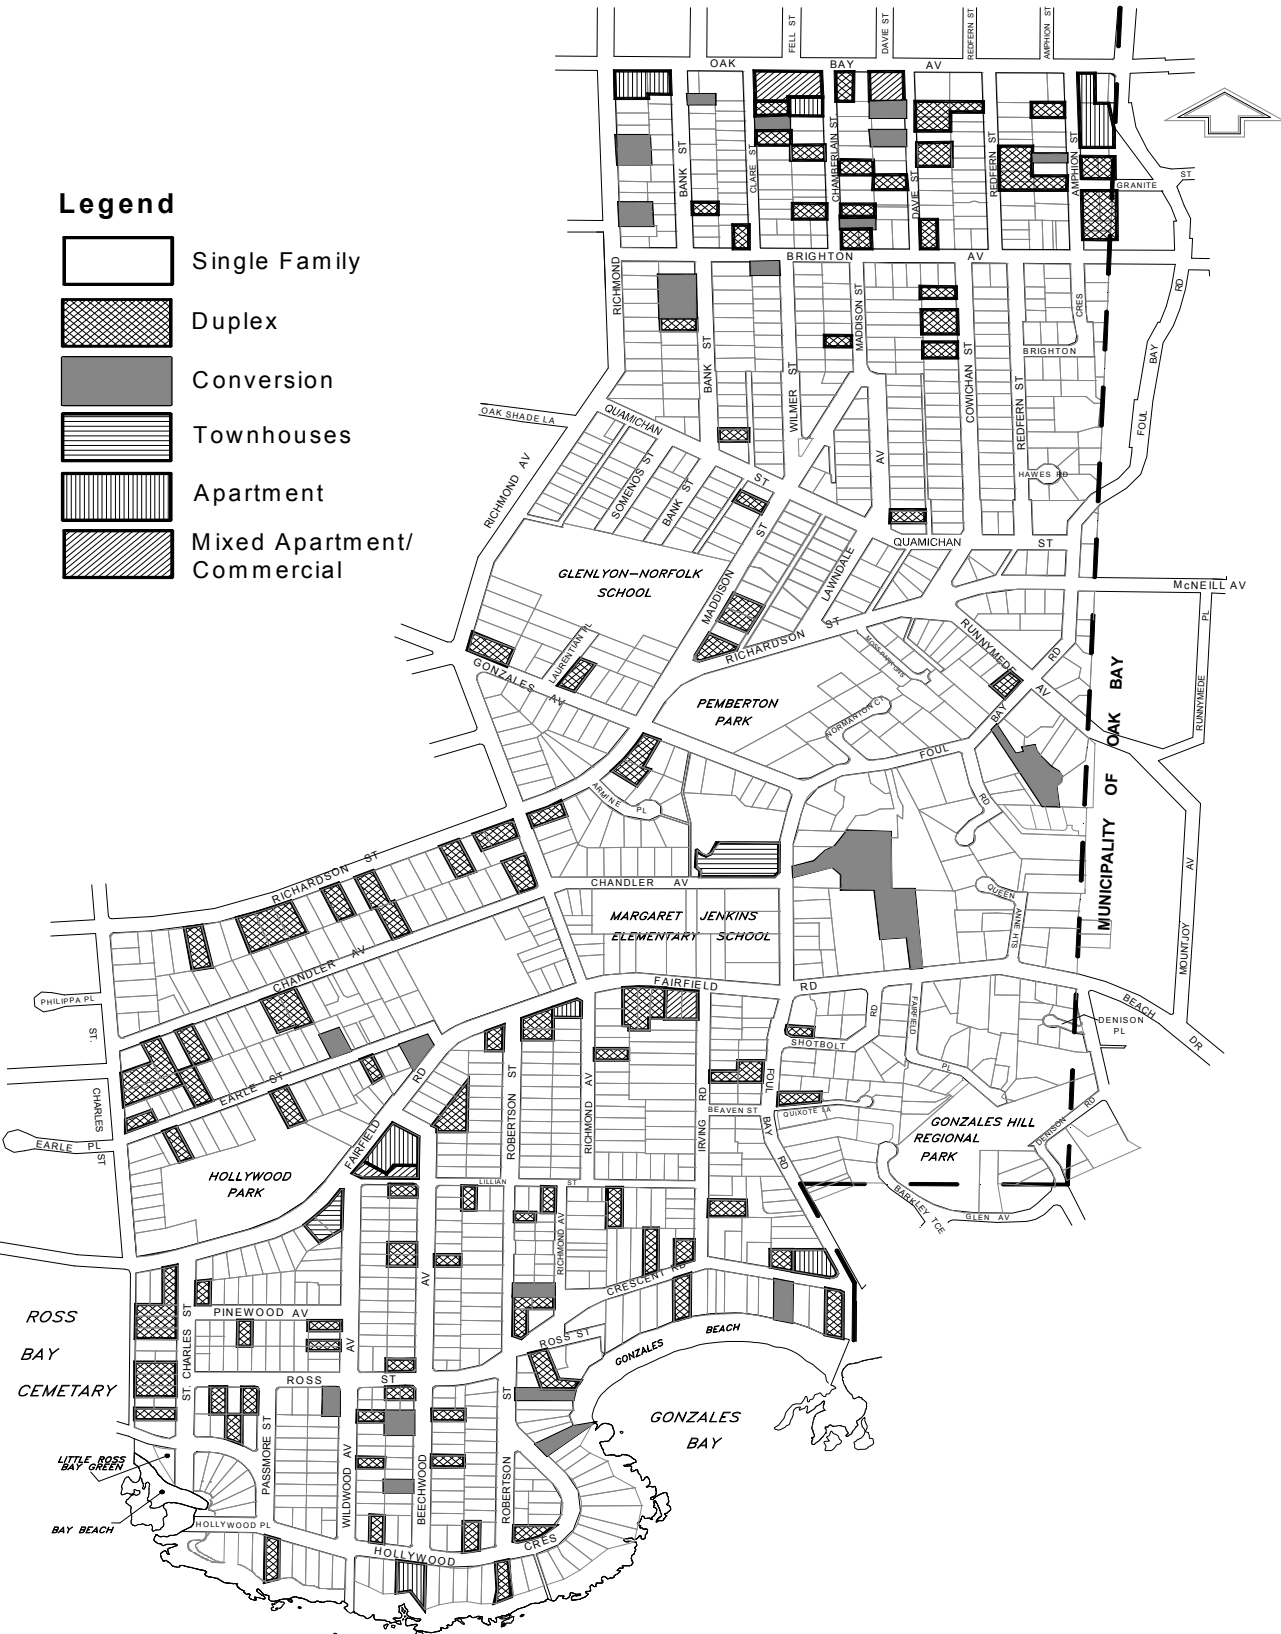 FELL ST
DAVIE ST
REDFERN ST
AMPHION ST
OAK BAY AV
BANK ST
CLARE ST
CHAMBERLAIN ST
DAVIE ST
REDFERN ST
AMPHION ST
GRANITE ST
Legend
Single Family
Duplex
Conversion
Townhouses
Apartment
Mixed Apartment/
Commercial
BRIGHTON AV
RICHMOND
MADDISON ST
CRES
BRIGHTON
FOUL BAY RD
BANK ST
WILMER ST
COWICHAN ST
REDFERN ST
OAK SHADE LA
QUAMICHAN ST
RICHMOND AV
SOMENOS ST
BANK ST
AV
HAWES RD
QUAMICHAN ST
GLENLYON-NORFOLK
SCHOOL
MADDISON ST
LAWNDALE
McNEILL AV
RICHARDSON ST
RUNNYMEDE AV
RUNNYMEDE PL
LAURENTIAN PL
GONZALES AV
PEMBERTON
PARK
NORMANTON CT
FOUL BAY RD
RD
MUNICIPALITY OF OAK BAY
ARMINE PL
RICHARDSON ST
CHANDLER AV
MARGARET JENKINS
ELEMENTARY SCHOOL
QUEEN ANNE HTS
MOUNTJOY AV
CHANDLER AV
FAIRFIELD RD
BEACH DR
PHILIPPA PL
ST. CHARLES ST
DENISON
PL
SHOTBOLT RD
FAIRFIELD PL
EARLE ST
EARLE PL
FAIRFIELD RD
ROBERTSON ST
RICHMOND AV
IRVING RD
FOUL BAY RD
BEAVEN ST
QUIXOTE LA
GONZALES HILL
REGIONAL
PARK
DENISON RD
HOLLYWOOD
PARK
LILLIAN ST
BARKLEY TCE
GLEN AV
RICHMOND AV
CRESCENT RD
ROSS
BAY
CEMETARY
PINEWOOD AV
AV
AV
ST. CHARLES ST
ROSS ST
ROSS ST
GONZALES BEACH
GONZALES
BAY
LITTLE ROSS
BAY GREEN
PASSMORE ST
WILDWOOD AV
BEECHWOOD
ROBERTSON ST
BAY BEACH
HOLLYWOOD PL
HOLLYWOOD CRES